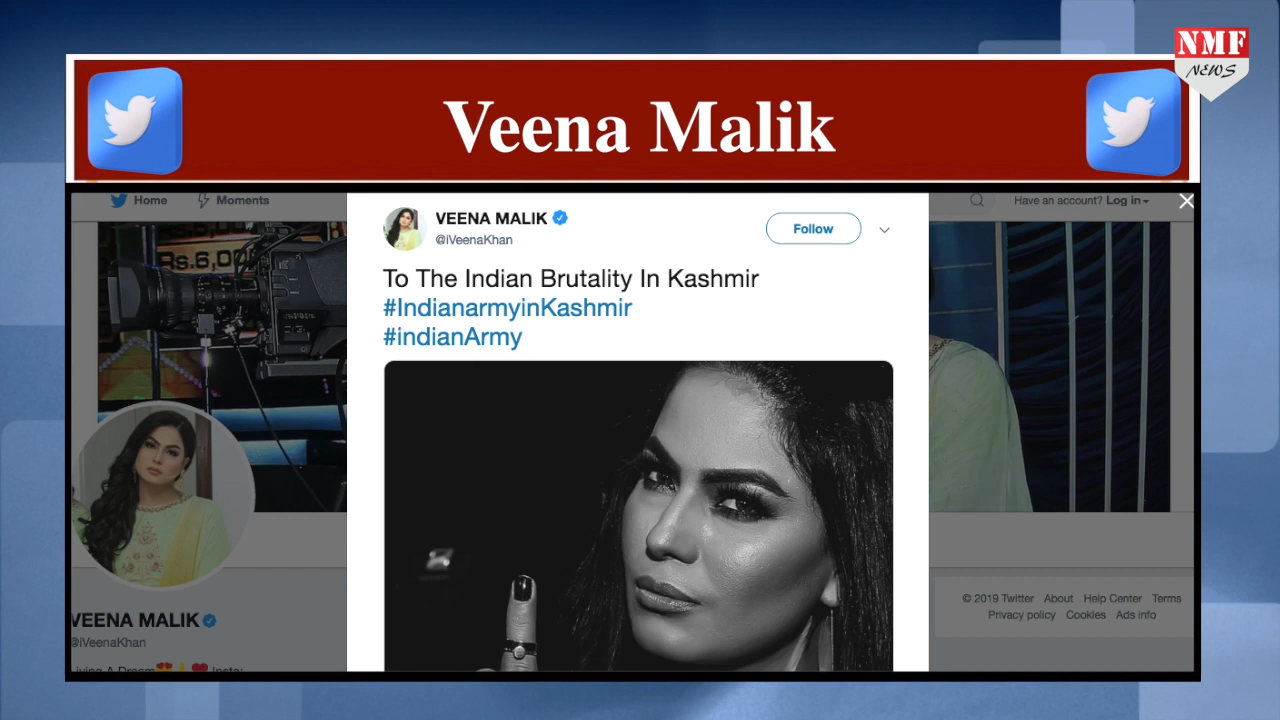 NMF
NEWS
Veena Malik
Home
Moments
Have an account? Log in
VEENA MALIK
@iVeenaKhan
Follow
To The Indian Brutality In Kashmir
#IndianarmyinKashmir
#indianArmy
Rs.6,00
VEENA MALIK
@iVeenaKhan
Living A Dream Insta:
© 2019 Twitter About Help Center Terms
Privacy policy Cookies Ads info